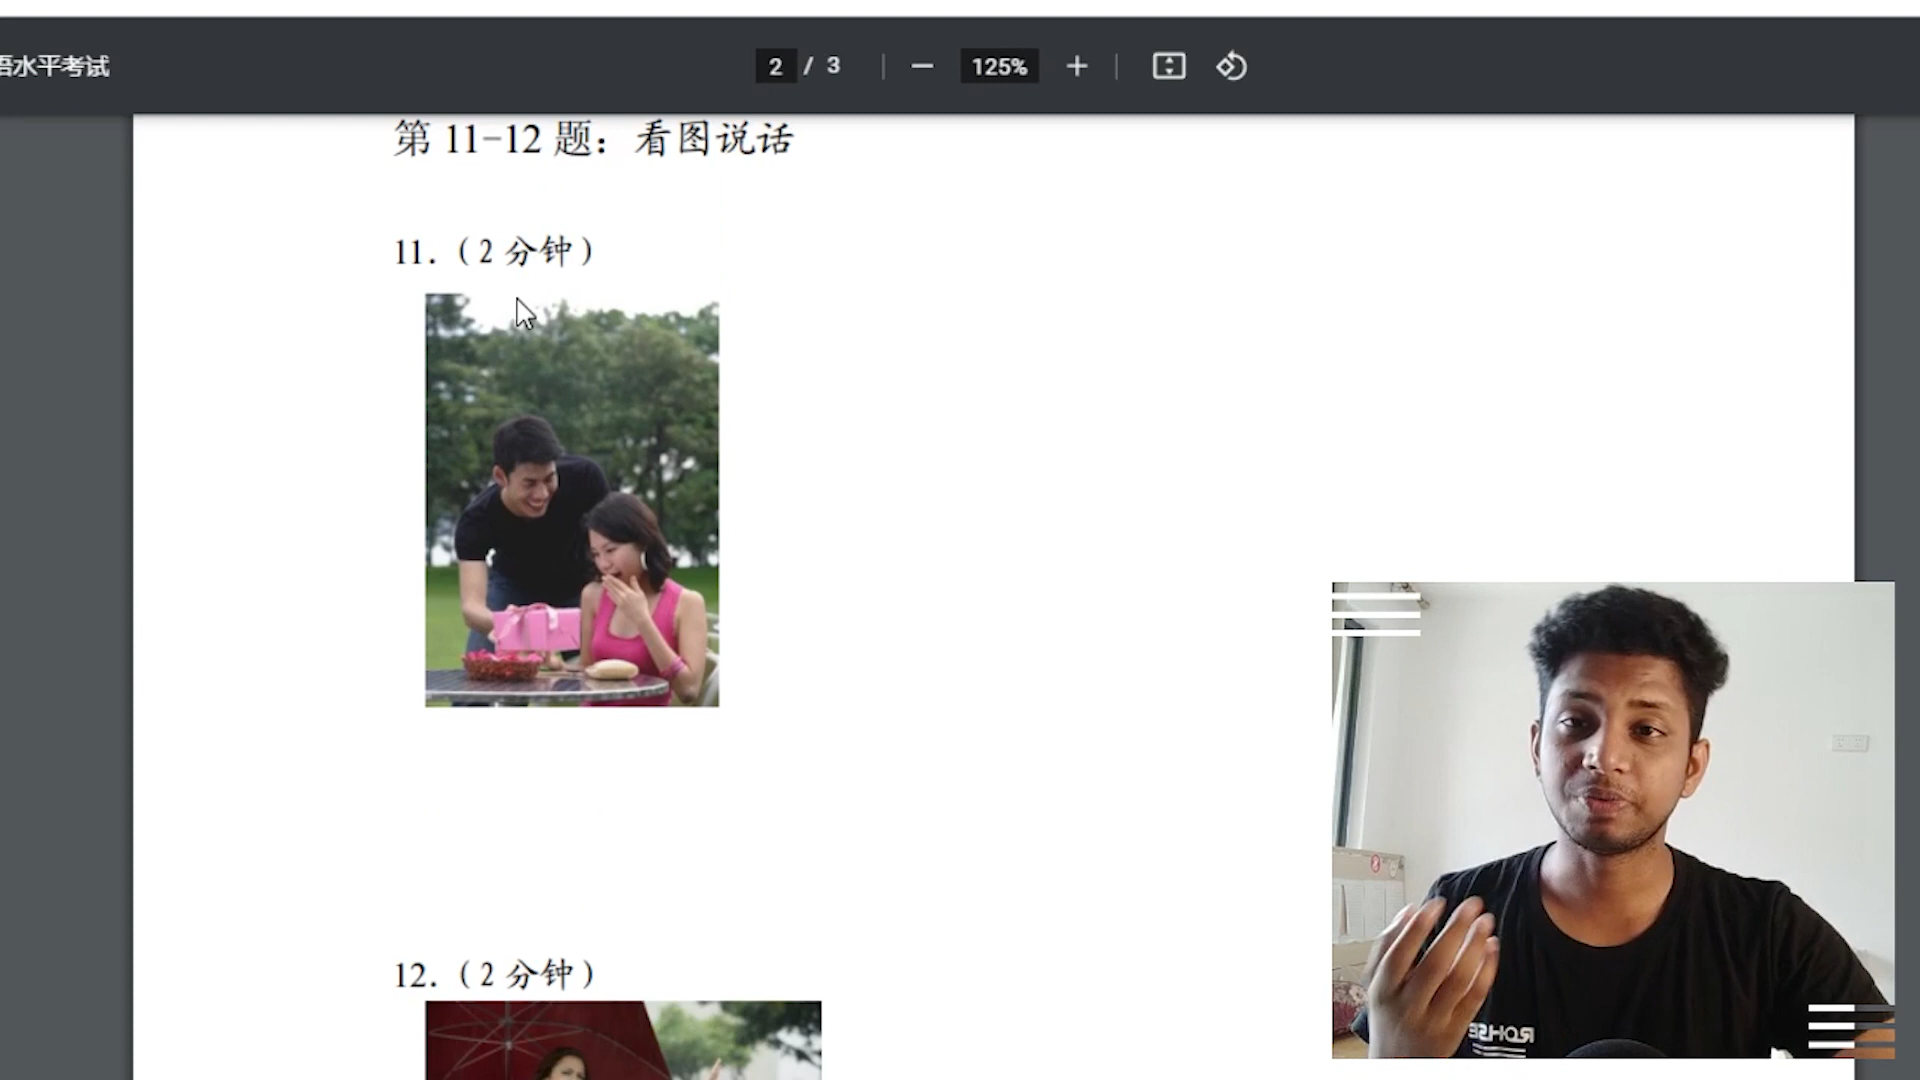 语水平考试
2 / 3
125%
第 11-12 题：看图说话
11.（2 分钟）
12.（2 分钟）